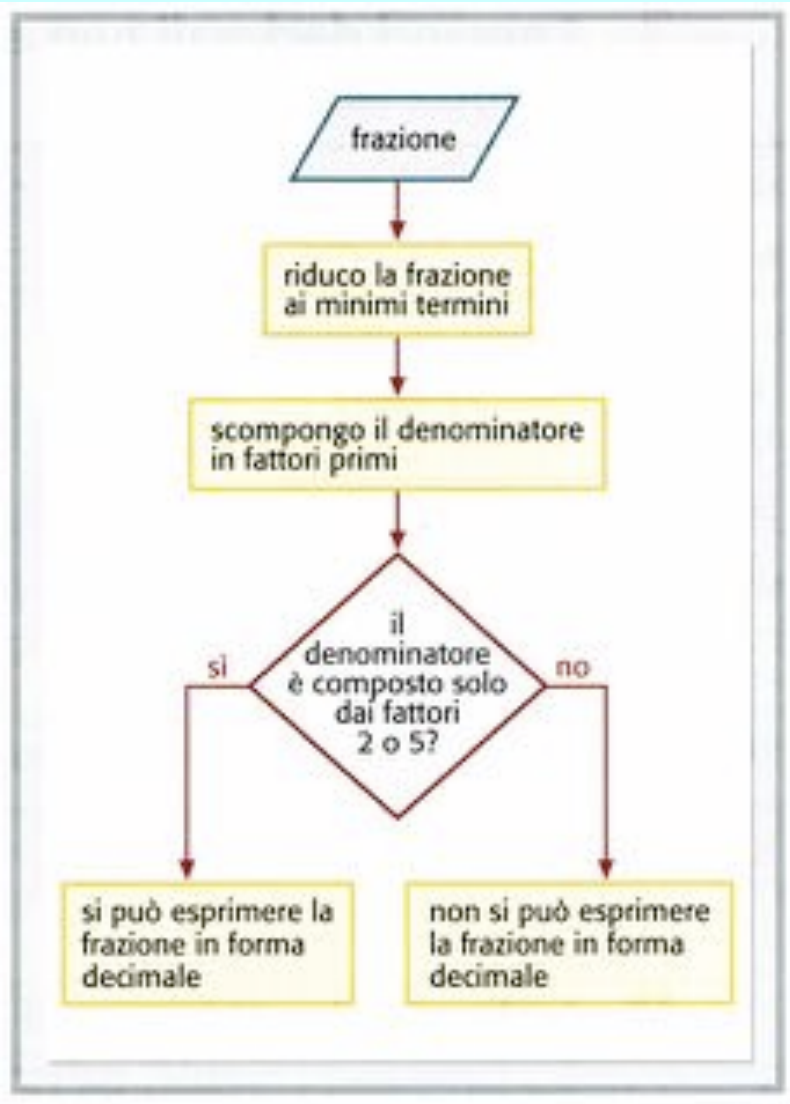 frazione
riduco la frazione
ai minimi termini
scompongo il denominatore
in fattori primi
il
denominatore
è composto solo
dai fattori
2 o 5?
sì
no
si può esprimere la
frazione in forma
decimale
non si può esprimere
la frazione in forma
decimale